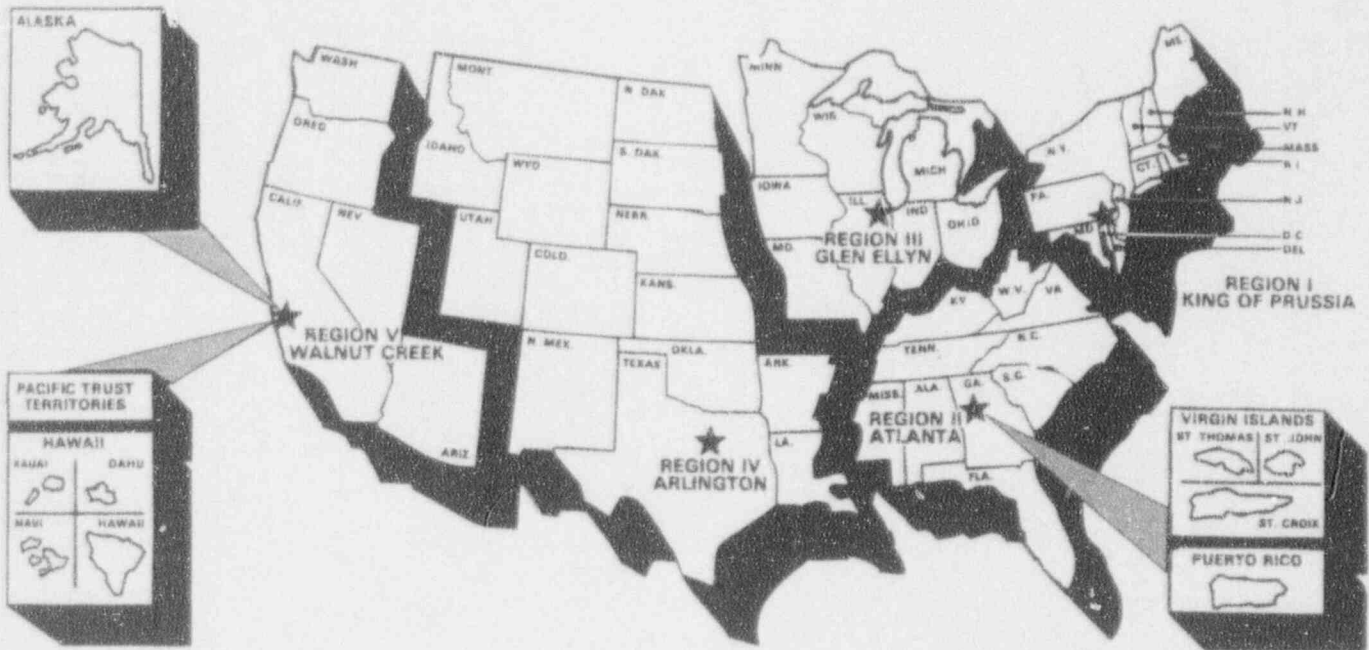 ALASKA
WASH
OREG
CALIF.
NEV.
IDAHO
MONT.
WYO
UTAH
COLO.
ARIZ
N. MEX.
N. DAK
S. DAK
NEBR.
KANS.
OKLA.
TEXAS
MINN
IOWA
MO.
ARK.
LA.
WIS.
ILL.
MICH
IND
OHIO
KY.
TENN.
MISS.
ALA.
GA.
FLA.
S.C.
N.C.
VA
W.V.
PA.
N.Y.
ME.
N.H
VT
MASS
R.I
CT.
N.J
D.C
DEL
MD.
REGION I
KING OF PRUSSIA
REGION II
ATLANTA
REGION III
GLEN ELLYN
REGION IV
ARLINGTON
REGION V
WALNUT CREEK
PACIFIC TRUST
TERRITORIES
HAWAII
KAUAI OAHU
MAUI HAWAII
VIRGIN ISLANDS
ST THOMAS ST. JOHN
ST. CROIX
PUERTO RICO